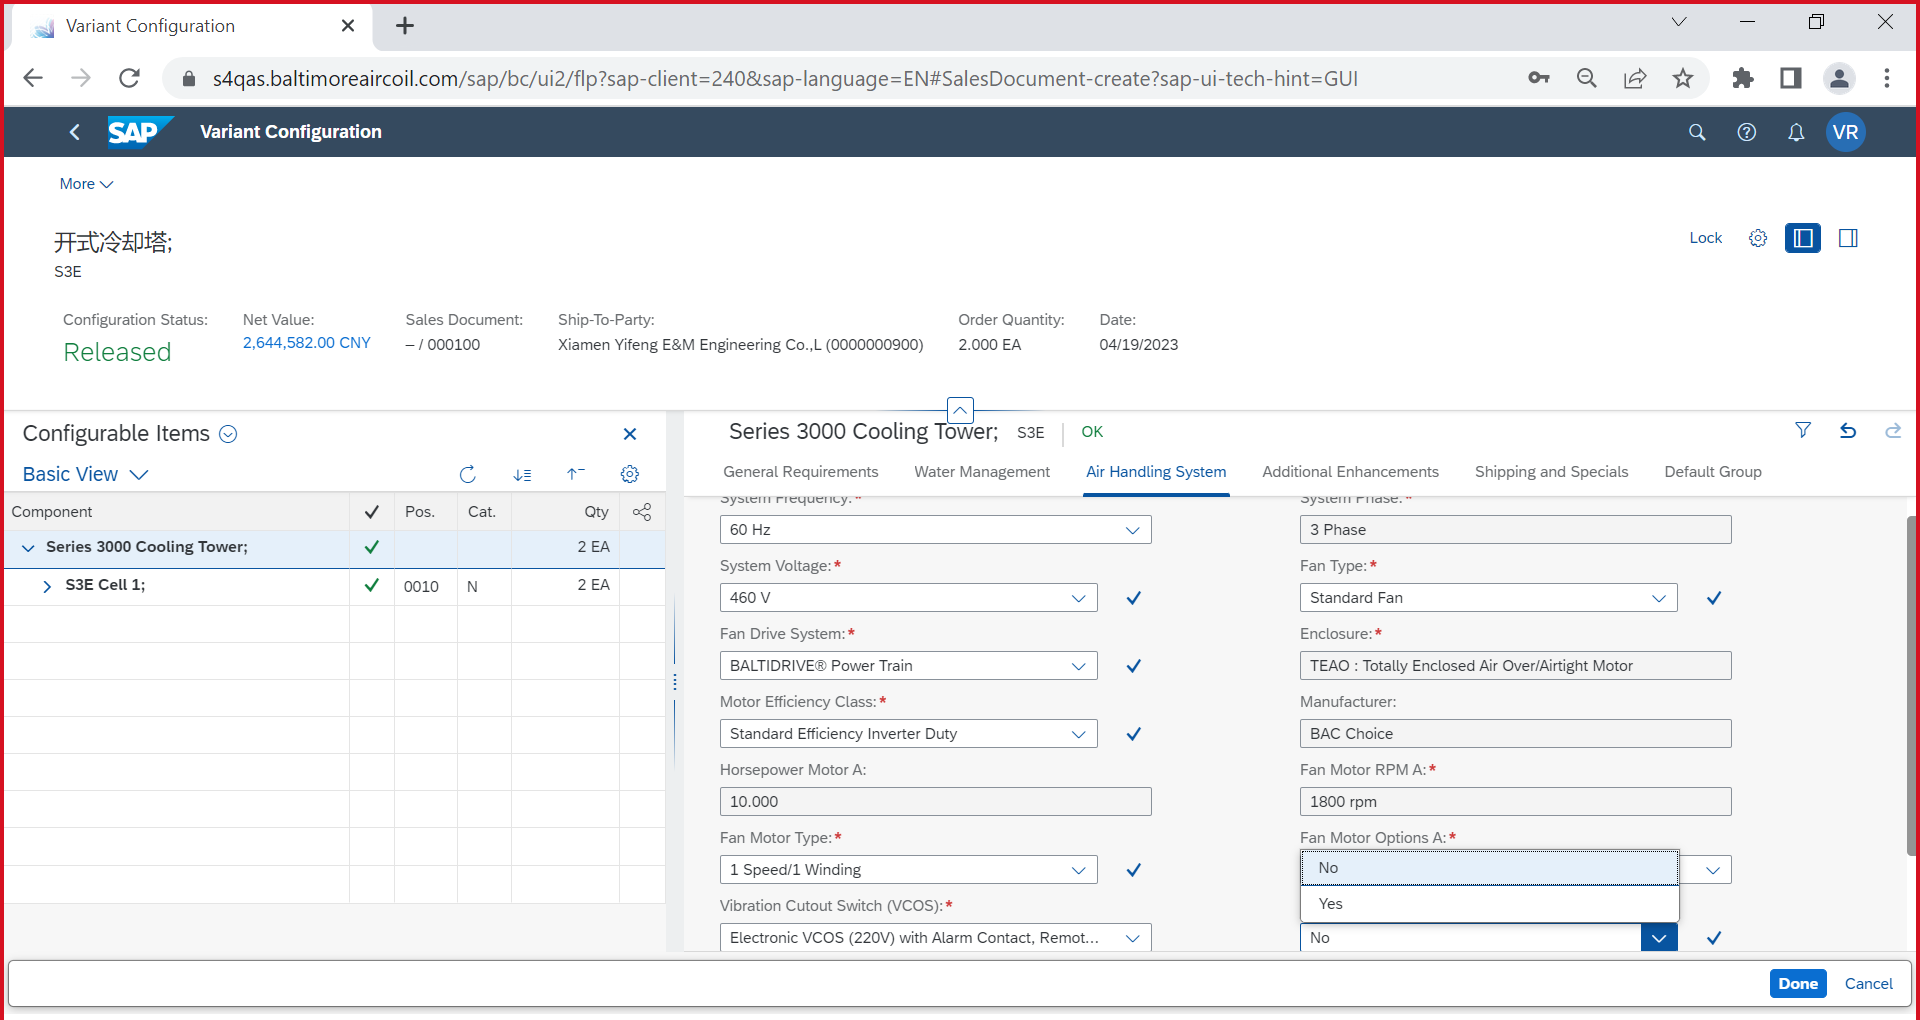 Variant Configuration
s4qas.baltimoreaircoil.com/sap/bc/ui2/flp?sap-client=240&sap-language=EN#SalesDocument-create?sap-ui-tech-hint=GUI
SAP
Variant Configuration
VR
More
开式冷却塔;
S3E
Lock
Configuration Status:
Released
Net Value:
2,644,582.00 CNY
Sales Document:
– / 000100
Ship-To-Party:
Xiamen Yifeng E&M Engineering Co.,L (0000000900)
Order Quantity:
2.000 EA
Date:
04/19/2023
Configurable Items
Basic View
Component Pos. Cat. Qty
Series 3000 Cooling Tower; 2 EA
S3E Cell 1; 0010 N 2 EA
Series 3000 Cooling Tower; S3E OK
General Requirements Water Management Air Handling System Additional Enhancements Shipping and Specials Default Group
System Frequency:*
60 Hz
System Phase:*
3 Phase
System Voltage:*
460 V
Fan Type:*
Standard Fan
Fan Drive System:*
BALTIDRIVE® Power Train
Enclosure:*
TEAO : Totally Enclosed Air Over/Airtight Motor
Motor Efficiency Class:*
Standard Efficiency Inverter Duty
Manufacturer:
BAC Choice
Horsepower Motor A:
10.000
Fan Motor RPM A:*
1800 rpm
Fan Motor Type:*
1 Speed/1 Winding
Fan Motor Options A:*
No
Yes
Vibration Cutout Switch (VCOS):*
Electronic VCOS (220V) with Alarm Contact, Remot...
No
Done
Cancel